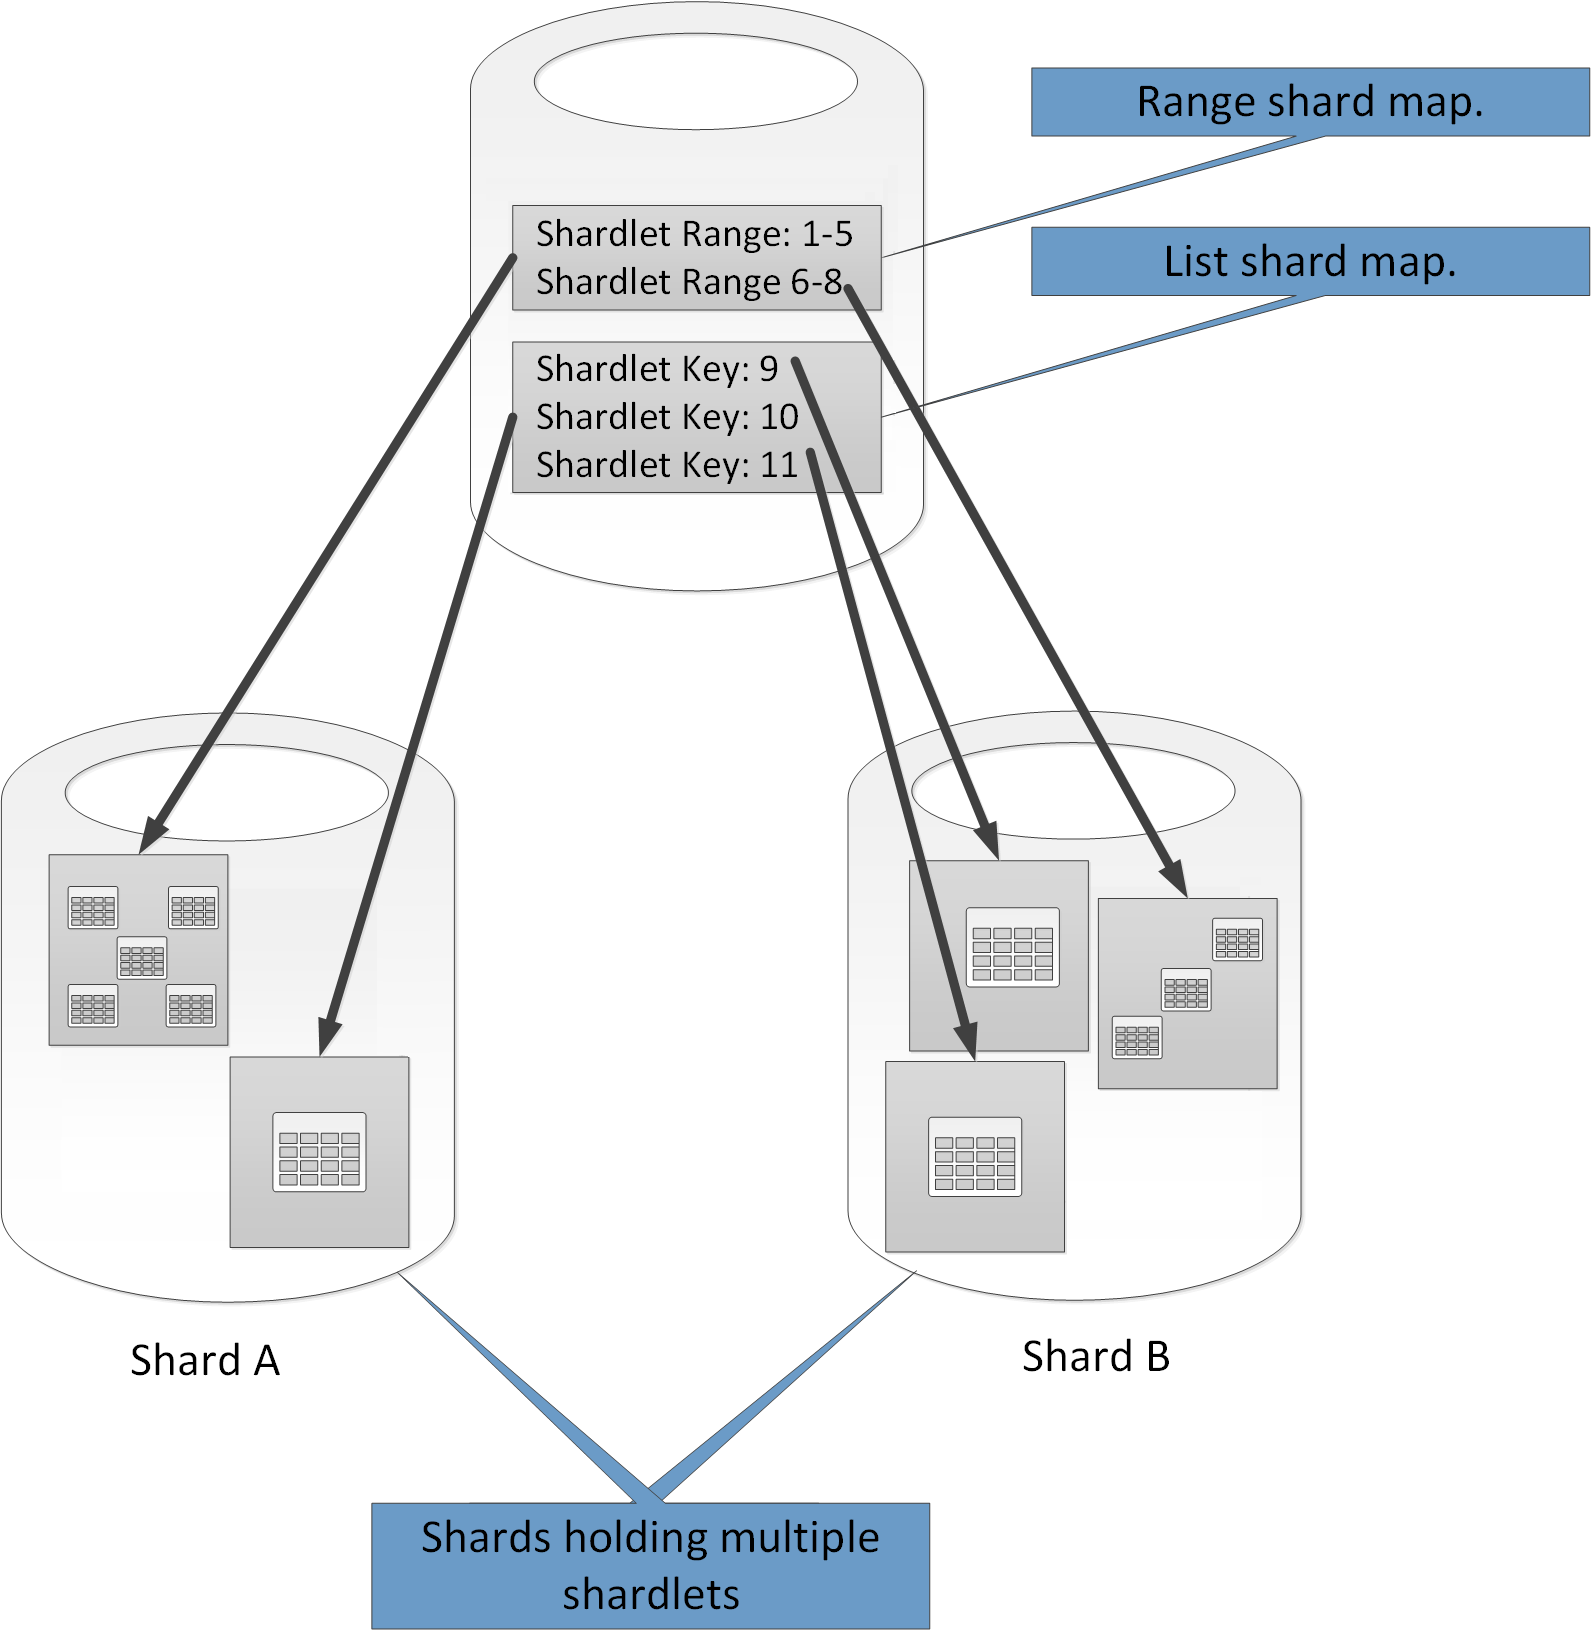 Range shard map.
Shardlet Range: 1-5
List shard map.
Shardlet Range 6-8
Shardlet Key: 9
Shardlet Key: 10
Shardlet Key: 11
Shard A
Shard B
Shards holding multiple
shardlets